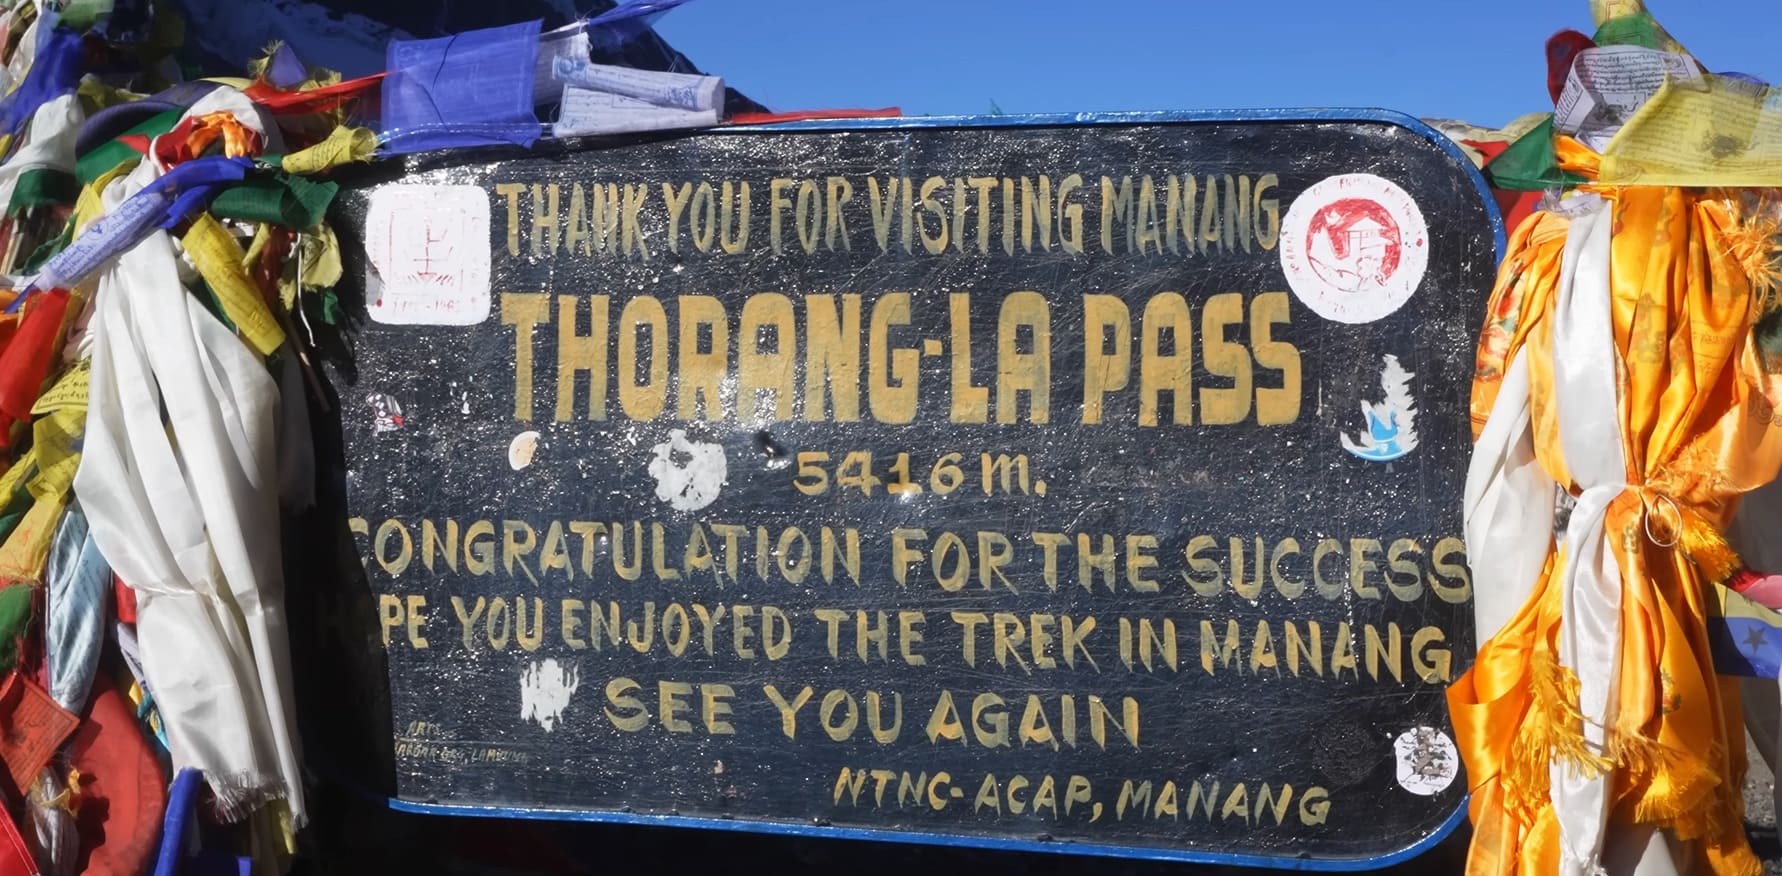 THANK YOU FOR VISITING MANANG
THORANG-LA PASS
5416 m.
CONGRATULATION FOR THE SUCCESS
HOPE YOU ENJOYED THE TREK IN MANANG
SEE YOU AGAIN
NTNC-ACAP, MANANG